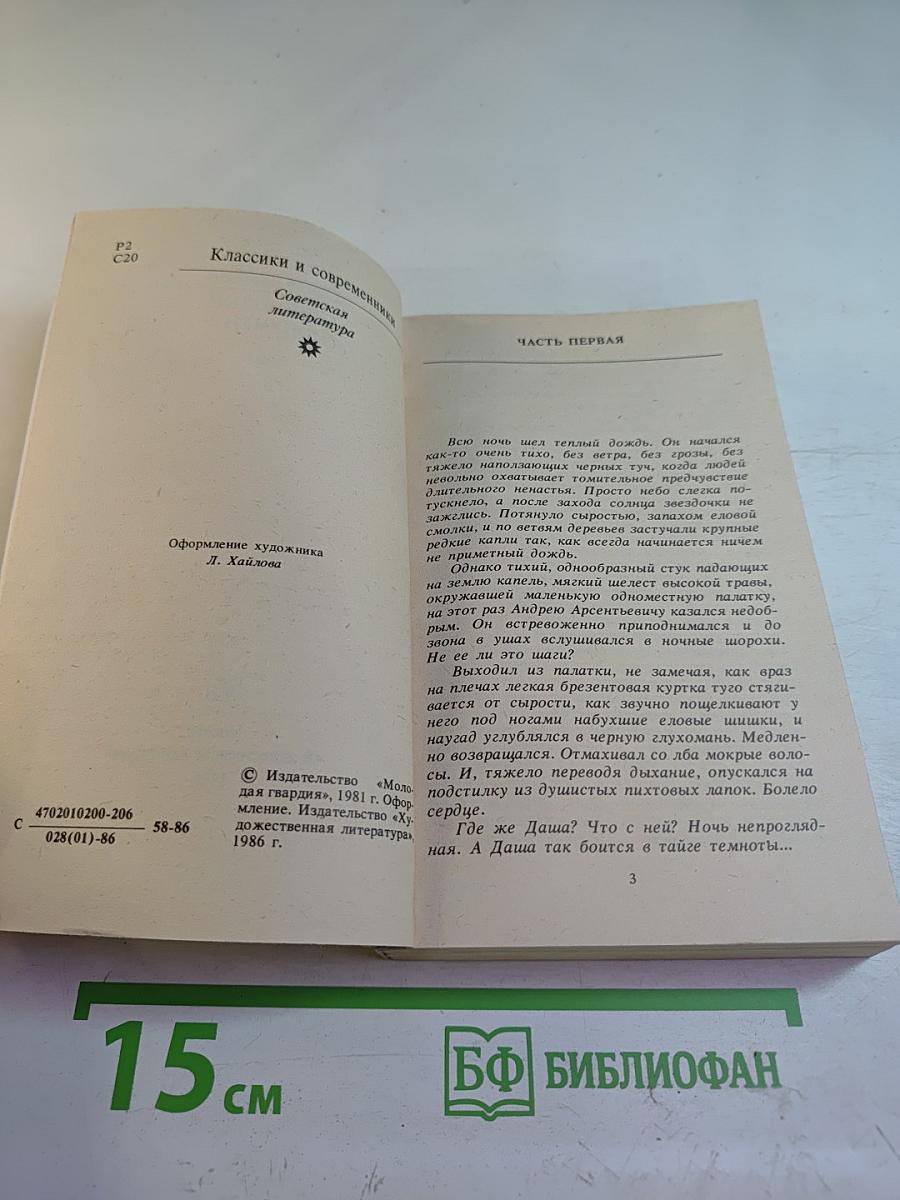 Р2
С20
Классики и современники
Советская
литература
Оформление художника
Л. Хайлова
С 4702010200-206 58-86
028(01)-86
© Издательство «Моло-
дая гвардия», 1981 г. Офор-
мление. Издательство «Ху-
дожественная литература»,
1986 г.
ЧАСТЬ ПЕРВАЯ
Всю ночь шел теплый дождь. Он начался
как-то очень тихо, без ветра, без грозы, без
тяжело наползающих черных туч, когда людей
невольно охватывает томительное предчувствие
длительного ненастья. Просто небо слегка по-
тускнело, а после захода солнца звездочки не
зажглись. Потянуло сыростью, запахом еловой
смолки, и по ветвям деревьев застучали крупные
редкие капли так, как всегда начинается ничем
не приметный дождь.
Однако тихий, однообразный стук падающих
на землю капель, мягкий шелест высокой травы,
окружавшей маленькую одноместную палатку,
на этот раз Андрею Арсентьевичу казался недоб-
рым. Он встревоженно приподнимался и до
звона в ушах вслушивался в ночные шорохи.
Не ее ли это шаги?
Выходил из палатки, не замечая, как враз
на плечах легкая брезентовая куртка туго стяги-
вается от сырости, как звучно пощелкивают у
него под ногами набухшие еловые шишки, и
наугад углублялся в черную глухомань. Медлен-
но возвращался. Отмахивал со лба мокрые воло-
сы. И, тяжело переводя дыхание, опускался на
подстилку из душистых пихтовых лапок. Болело
сердце.
Где же Даша? Что с ней? Ночь непрогляд-
ная. А Даша так боится в тайге темноты...
3
15 см
БФ БИБЛИОФАН